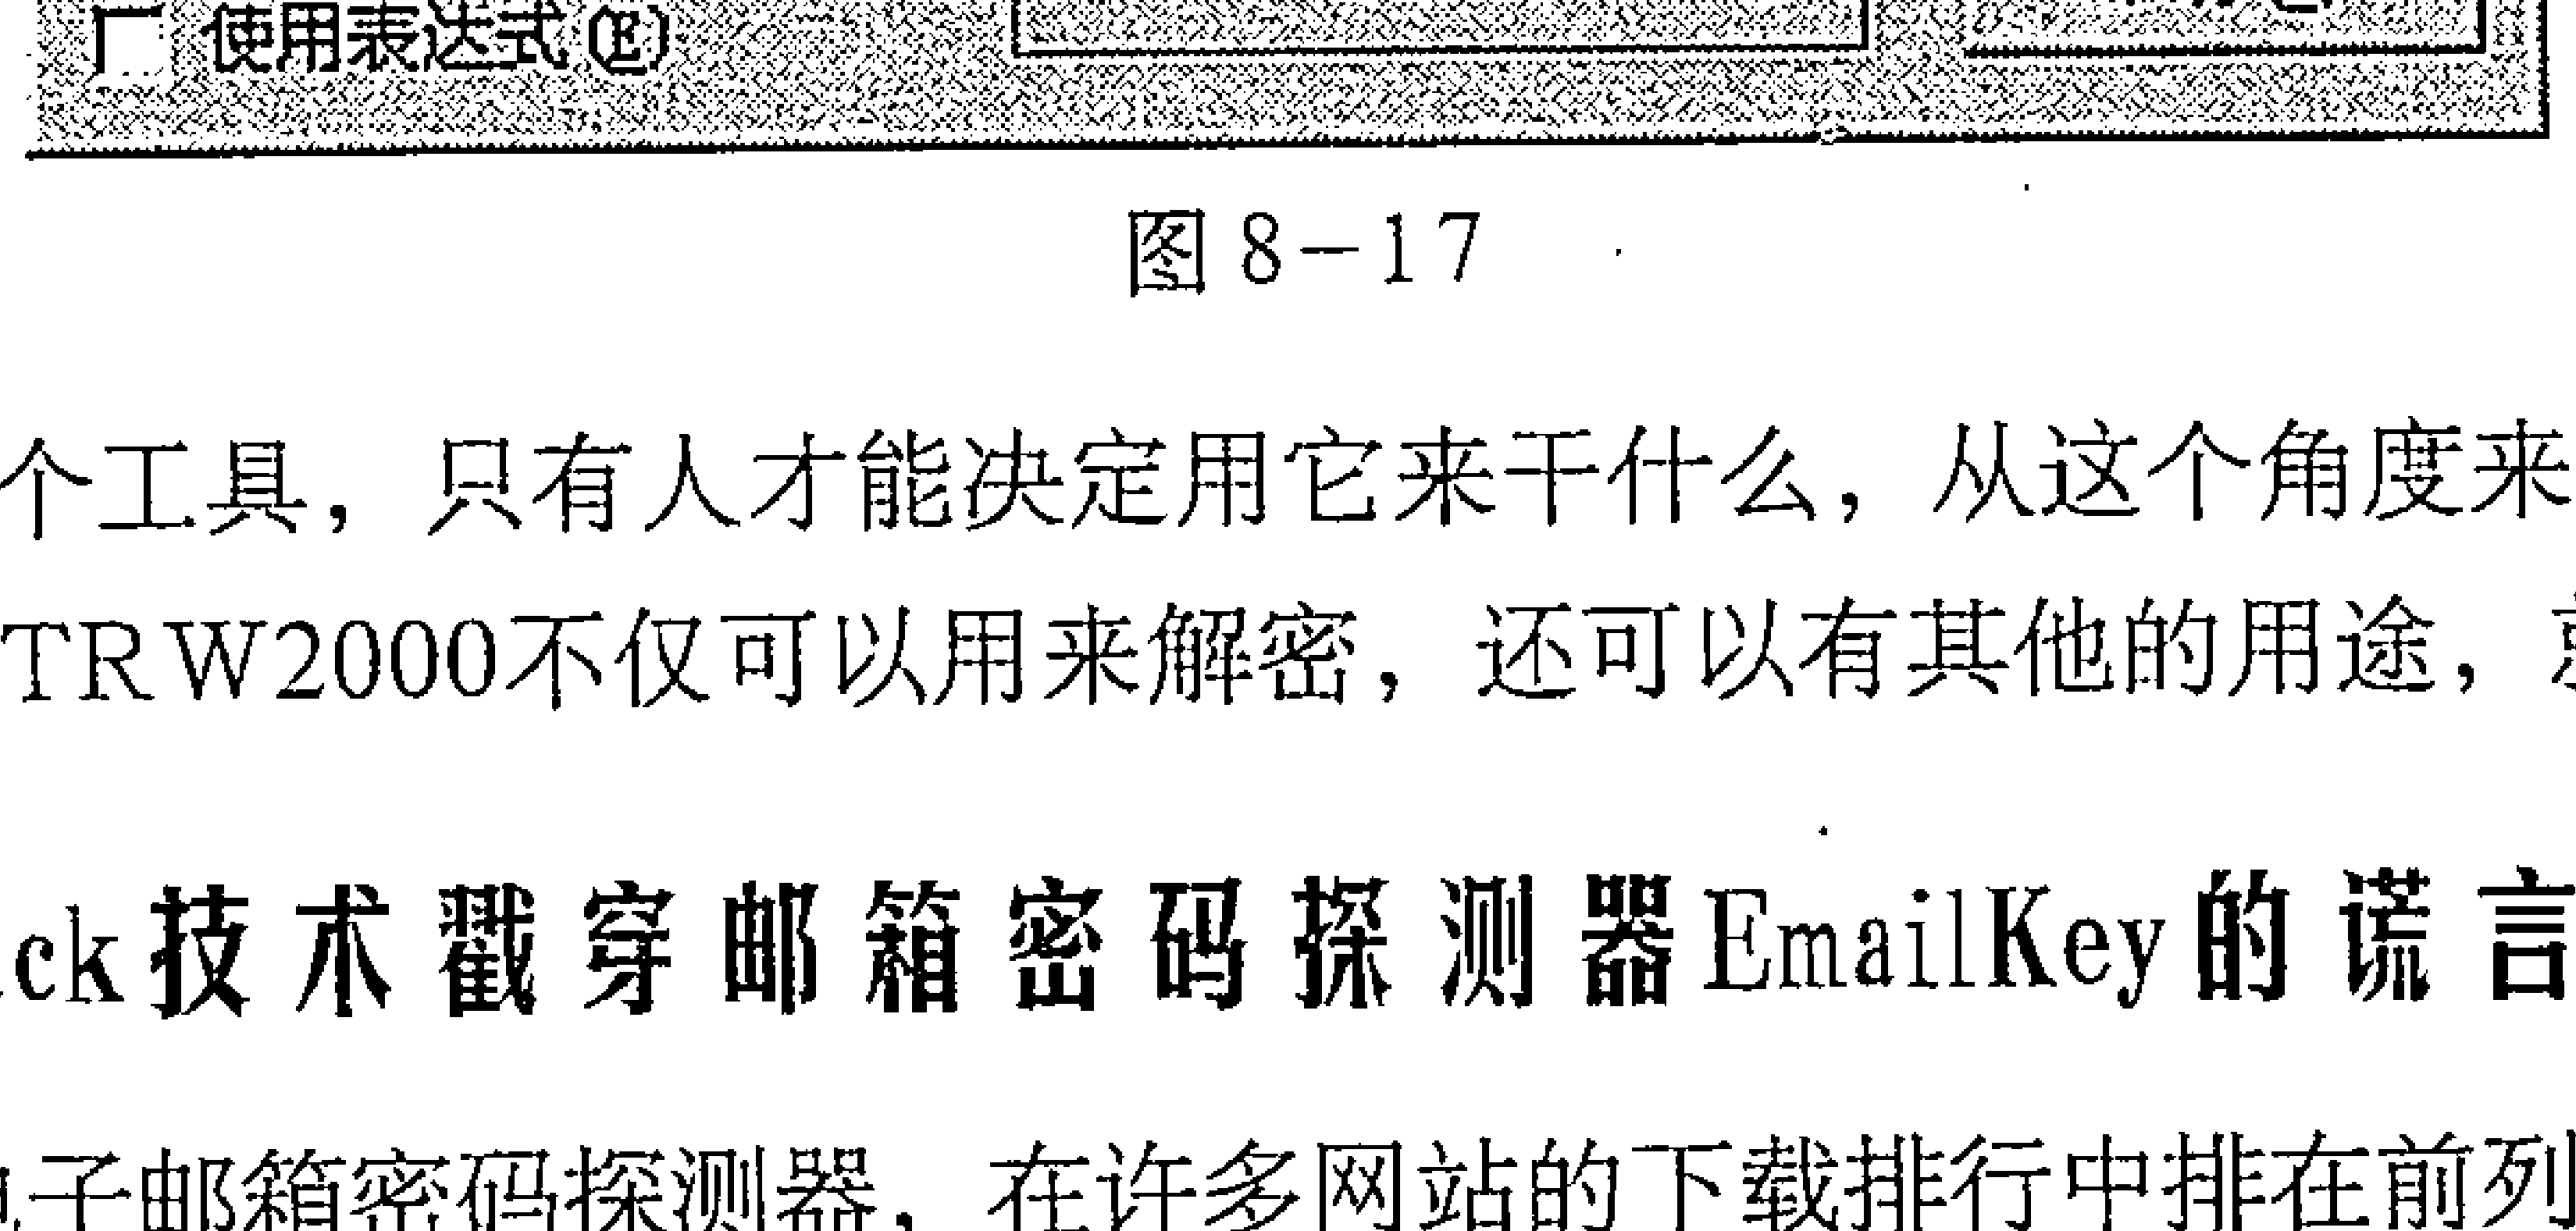 使用表达式(E)
图8-17
个工具，只有人才能决定用它来干什么，从这个角度来
TRW2000不仅可以用来解密，还可以有其他的用途，
ck技术戳穿邮箱密码探测器EmailKey的谎言
子邮箱密码探测器，在许多网站的下载排行中排在前列